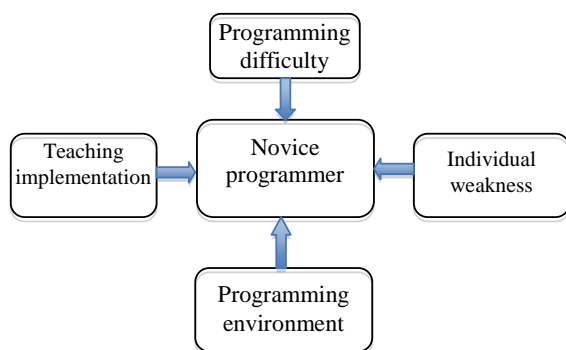 Programming
difficulty
Teaching
implementation
Novice
programmer
Individual
weakness
Programming
environment